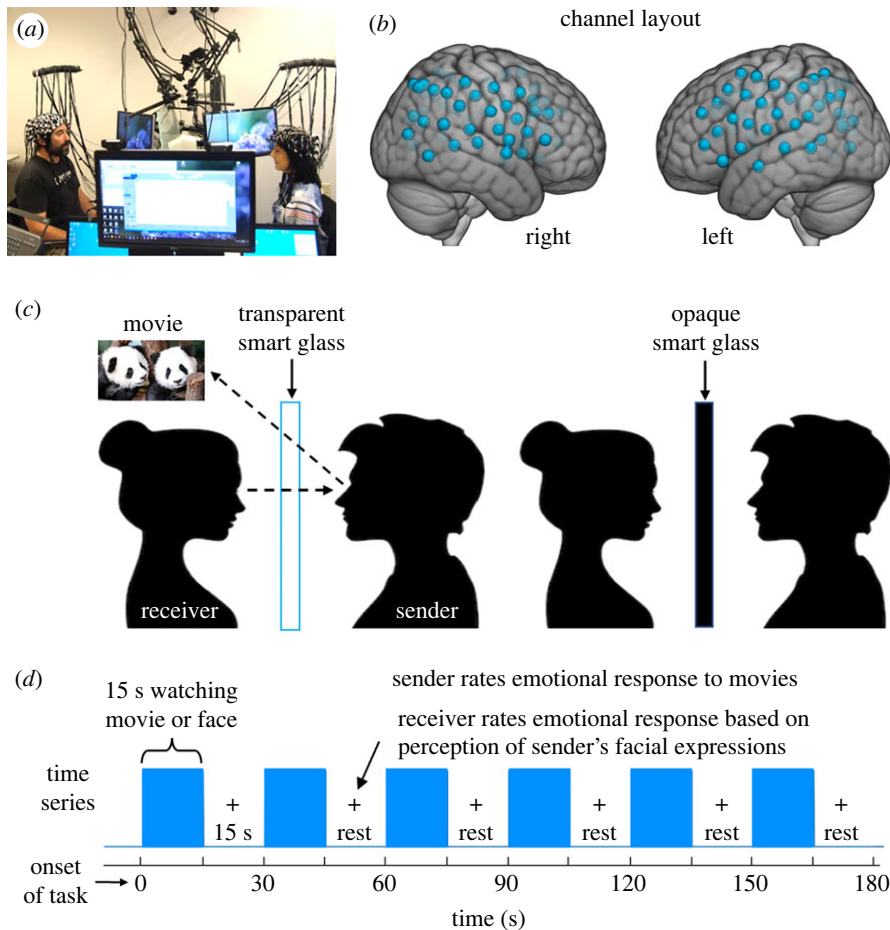 (a)
(b)
channel layout
right
left
(c)
movie
transparent
smart glass
opaque
smart glass
receiver
sender
(d)
15 s watching
movie or face
sender rates emotional response to movies
receiver rates emotional response based on
perception of sender's facial expressions
time
series
+ + + + + +
15 s rest rest rest rest rest
onset
of task
0 30 60 90 120 150 180
time (s)